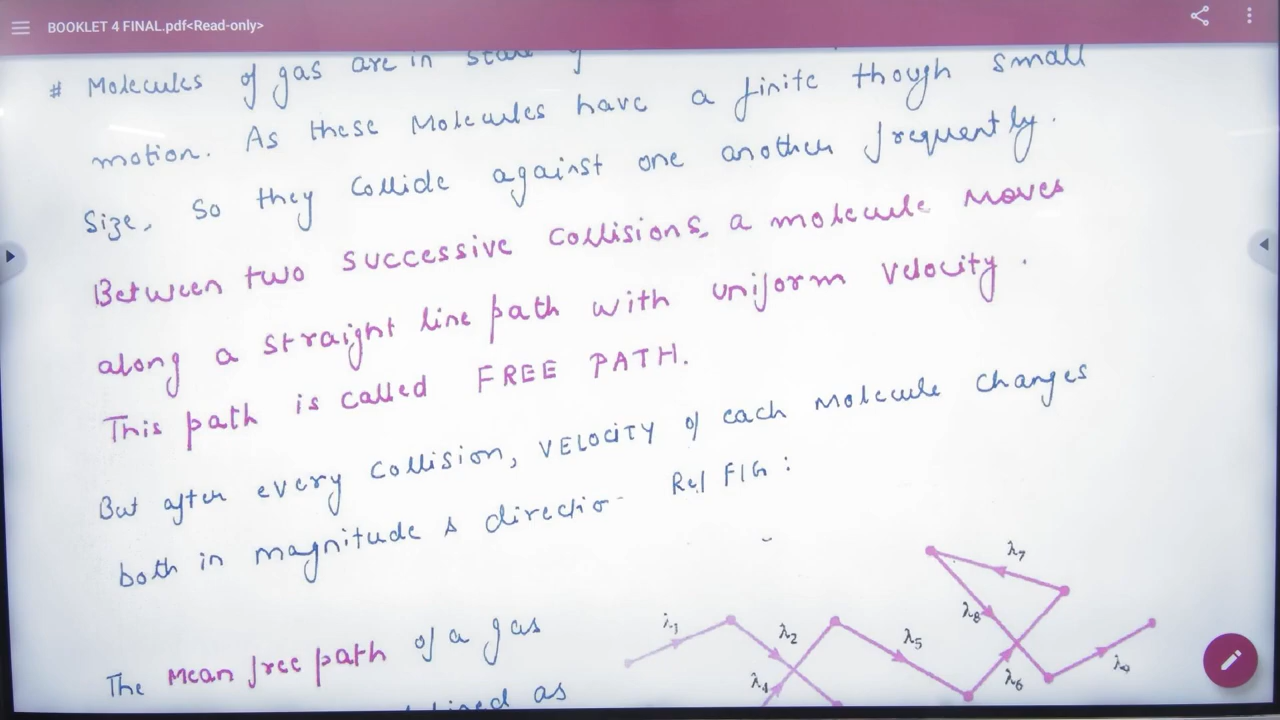 BOOKLET 4 FINAL.pdf<Read-only>
# Molecules of gas are in
motion. As these Molecules have a finite though small
Size, So they Collide against one another frequently.
Between two successive Collisions, a molecule moves
along a straight line path with uniform velocity.
This path is called FREE PATH.
But after every Collision, VELOCITY of each Molecule Changes
both in magnitude & directio Ref FIG:
λ7
λ8
λ1
λ2
λ5
λ4
λ6
λ9
The Mean free path of a gas
as